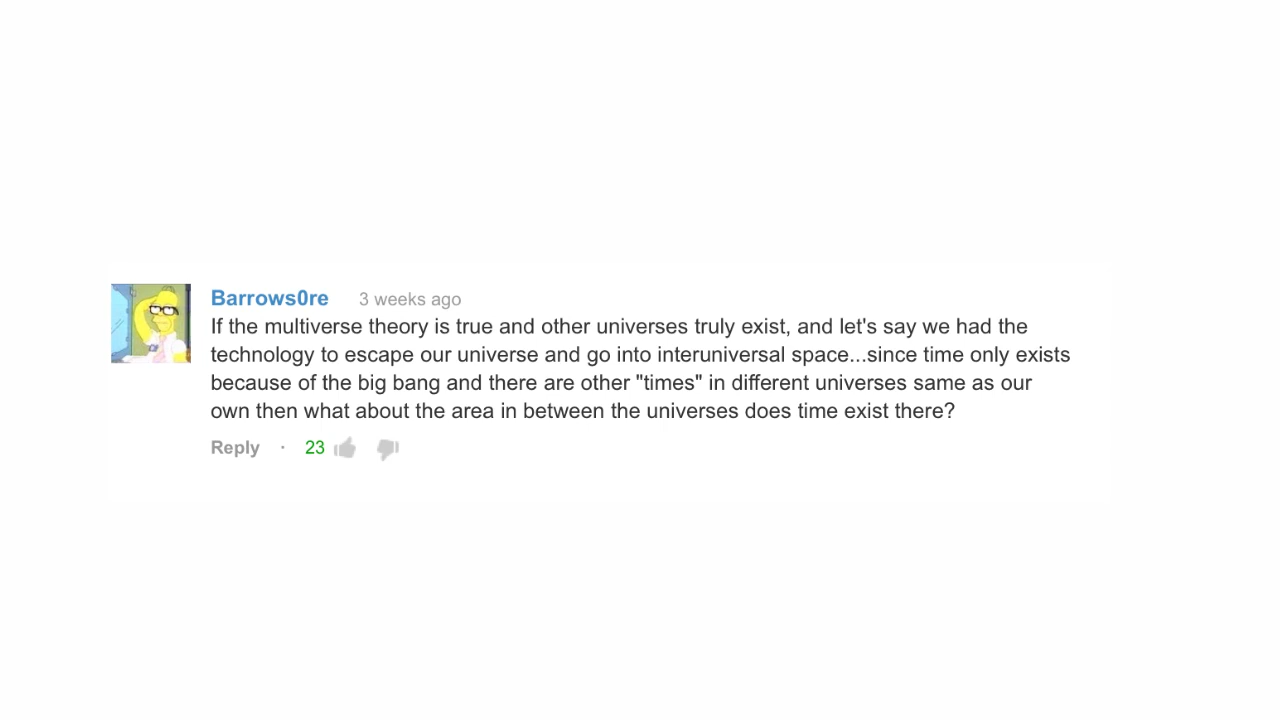 Barrows0re 3 weeks ago
If the multiverse theory is true and other universes truly exist, and let's say we had the
technology to escape our universe and go into interuniversal space...since time only exists
because of the big bang and there are other "times" in different universes same as our
own then what about the area in between the universes does time exist there?
Reply · 23